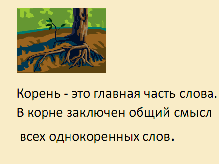 Корень - это главная часть слова.
В корне заключен общий смысл
всех однокоренных слов.